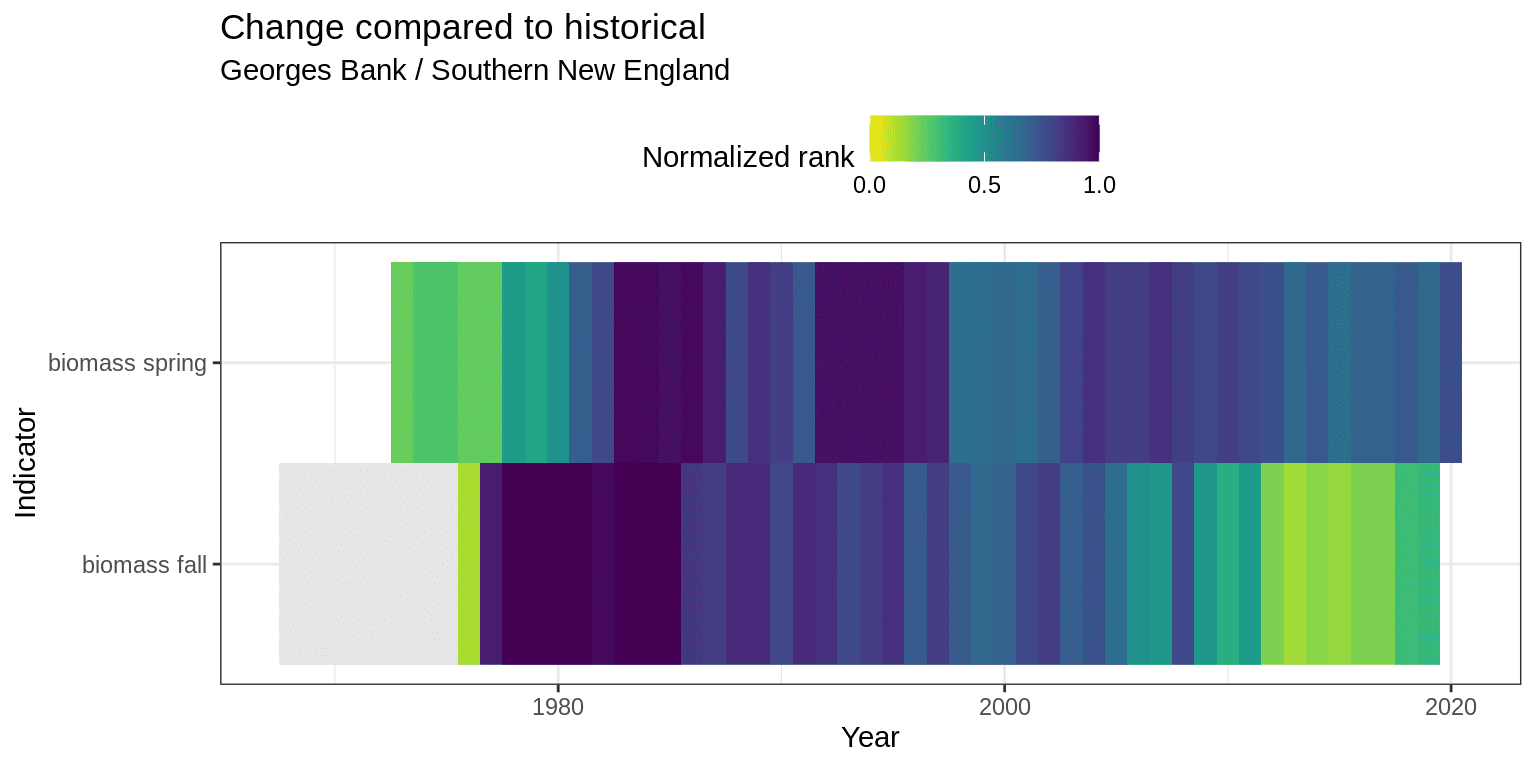 Change compared to historical
Georges Bank / Southern New England
Normalized rank
0.0 0.5 1.0
biomass spring
biomass fall
Indicator
1980 2000 2020
Year